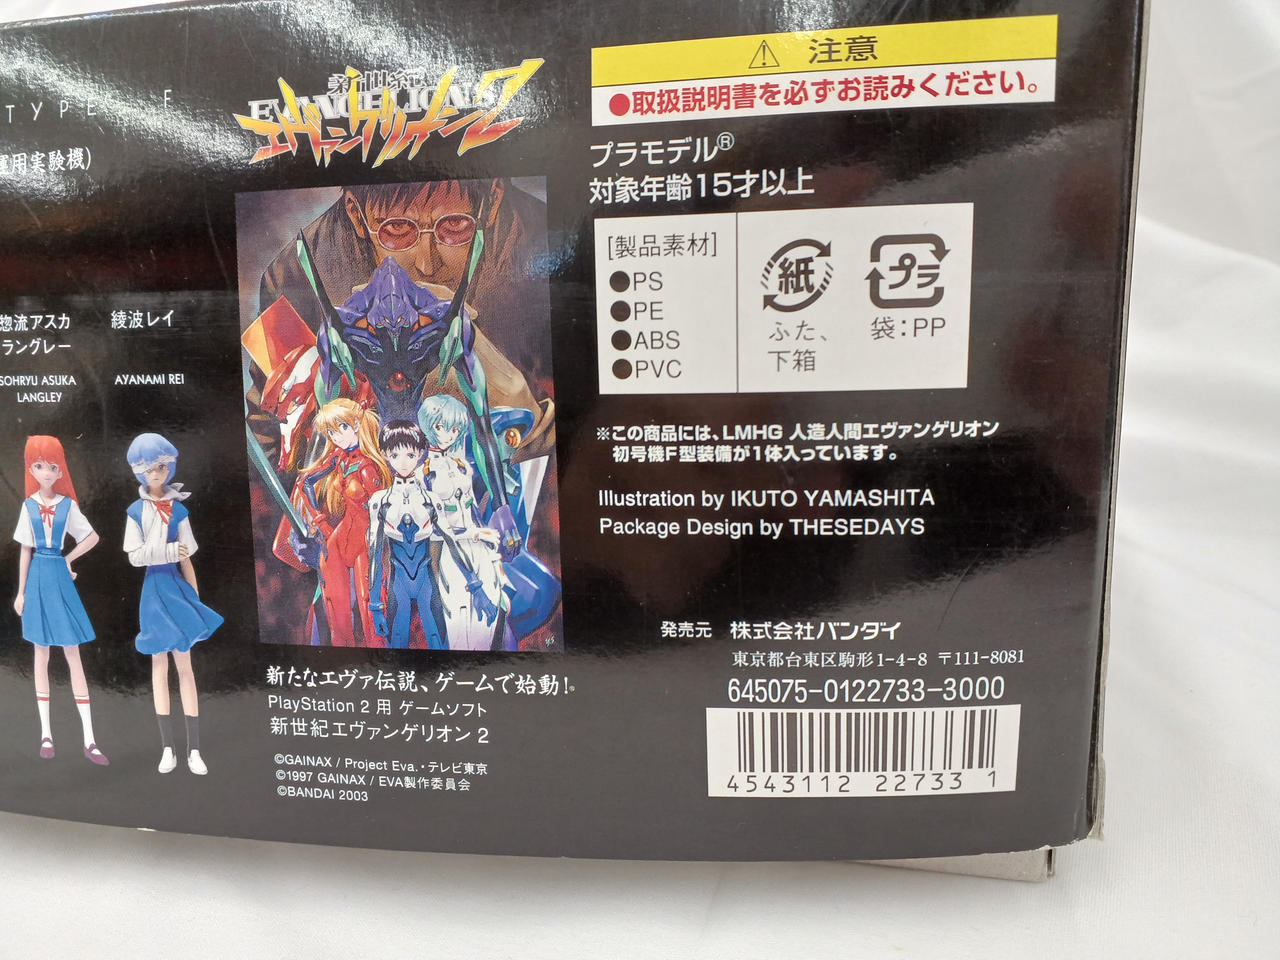 TYPE F
運用実験機)
惣流アスカ
ラングレー
SOHRYU ASUKA
LANGLEY
綾波レイ
AYANAMI REI
新世紀
EVANGELION2
エヴァンゲリオン2
新たなエヴァ伝説、ゲームで始動!。
PlayStation 2 用 ゲームソフト
新世紀エヴァンゲリオン 2
©GAINAX / Project Eva.・テレビ東京
©1997 GAINAX / EVA製作委員会
©BANDAI 2003
⚠ 注意
●取扱説明書を必ずお読みください。
プラモデル®
対象年齢15才以上
[製品素材]
●PS
●PE
●ABS
●PVC
紙
ふた、
下箱
プラ
袋:PP
※この商品には、LMHG 人造人間エヴァンゲリオン
初号機F型装備が1体入っています。
Illustration by IKUTO YAMASHITA
Package Design by THESEDAYS
発売元 株式会社バンダイ
東京都台東区駒形1-4-8 〒111-8081
645075-0122733-3000
4543112 227331